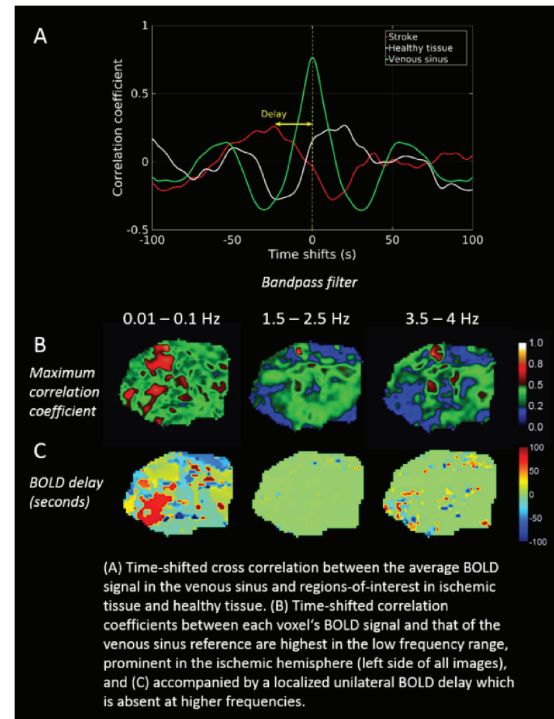 A
Stroke
Healthy tissue
Venous sinus
Delay
Correlation coefficient
1
0.5
0
-0.5
-100
-50
0
50
100
Time shifts (s)
Bandpass filter
0.01 – 0.1 Hz
1.5 – 2.5 Hz
3.5 – 4 Hz
B
Maximum
correlation
coefficient
1.0
0.8
0.6
0.4
0.2
0.0
C
BOLD delay
(seconds)
100
50
0
-50
-100
(A) Time-shifted cross correlation between the average BOLD
signal in the venous sinus and regions-of-interest in ischemic
tissue and healthy tissue. (B) Time-shifted correlation
coefficients between each voxel‘s BOLD signal and that of the
venous sinus reference are highest in the low frequency range,
prominent in the ischemic hemisphere (left side of all images),
and (C) accompanied by a localized unilateral BOLD delay which
is absent at higher frequencies.